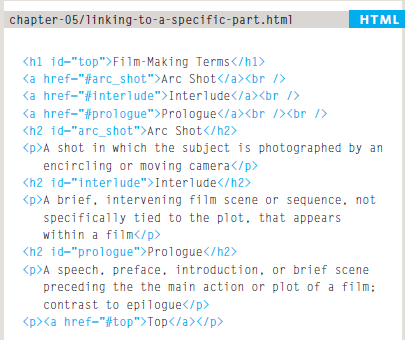 chapter-05/linking-to-a-specific-part.html HTML
<h1 id="top">Film-Making Terms</h1>
<a href="#arc_shot">Arc Shot</a><br />
<a href="#interlude">Interlude</a><br />
<a href="#prologue">Prologue</a><br /><br />
<h2 id="arc_shot">Arc Shot</h2>
<p>A shot in which the subject is photographed by an
encircling or moving camera</p>
<h2 id="interlude">Interlude</h2>
<p>A brief, intervening film scene or sequence, not
specifically tied to the plot, that appears
within a film</p>
<h2 id="prologue">Prologue</h2>
<p>A speech, preface, introduction, or brief scene
preceding the the main action or plot of a film;
contrast to epilogue</p>
<p><a href="#top">Top</a></p>